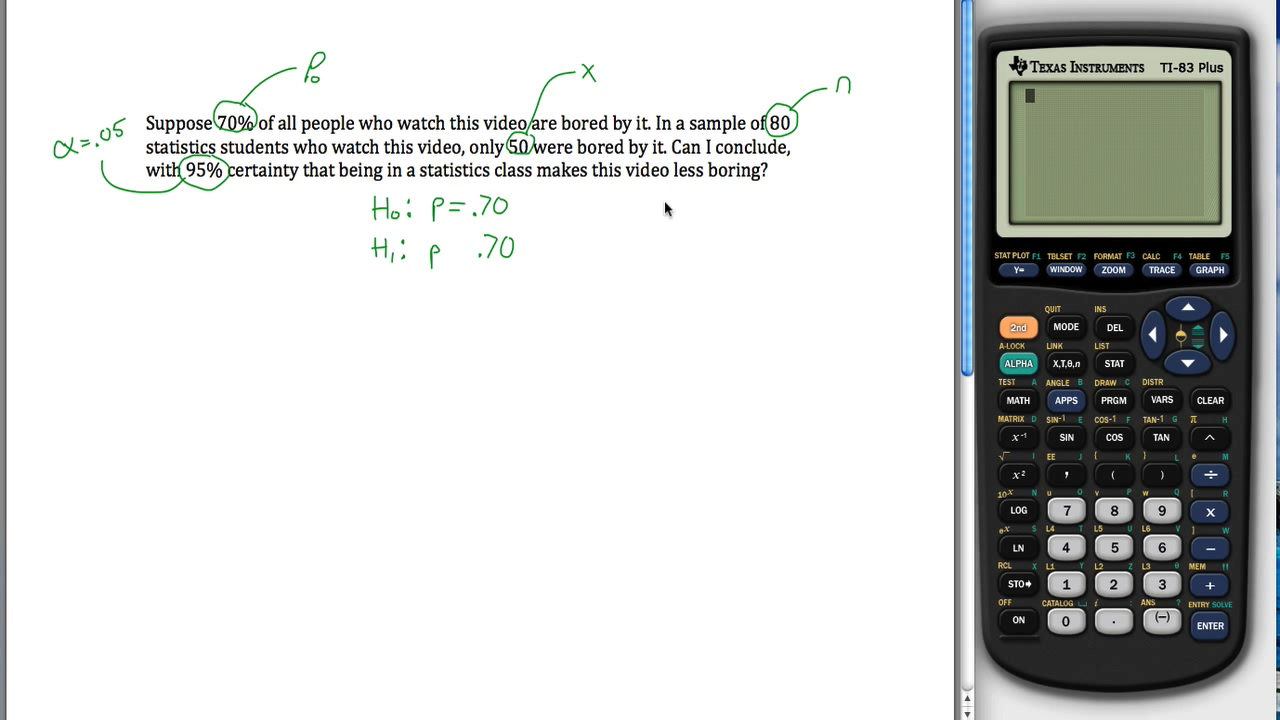 P₀
x
n
α=.05
Suppose 70% of all people who watch this video are bored by it. In a sample of 80
statistics students who watch this video, only 50 were bored by it. Can I conclude,
with 95% certainty that being in a statistics class makes this video less boring?
H₀: p=.70
H₁: p .70
TEXAS INSTRUMENTS TI-83 Plus
STAT PLOT F1 TBLSET F2 FORMAT F3 CALC F4 TABLE F5
Y= WINDOW ZOOM TRACE GRAPH
QUIT INS
2nd MODE DEL
A-LOCK LINK LIST
ALPHA X,T,θ,n STAT
TEST A ANGLE B DRAW C DISTR
MATH APPS PRGM VARS CLEAR
MATRIX D SIN⁻¹ E COS⁻¹ F TAN⁻¹ G π H
x⁻¹ SIN COS TAN ^
√ I EE J { K } L e M
x² , ( ) ÷
10ˣ N u O v P w Q [ R
LOG 7 8 9 x
eˣ S L4 T L5 U L6 V ] W
LN 4 5 6 −
RCL X L1 Y L2 Z L3 θ MEM "
STO➔ 1 2 3 +
OFF CATALOG ⎵ i : ANS ? ENTRY SOLVE
ON 0 . (−) ENTER